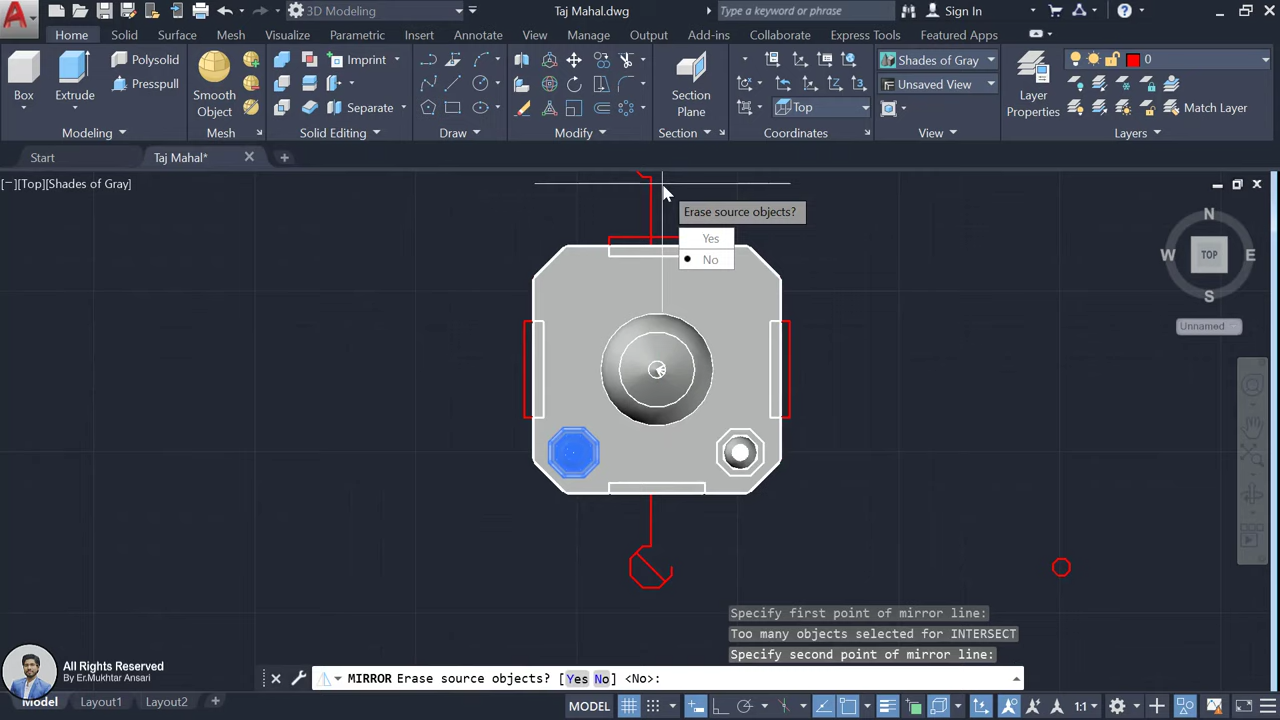 3D Modeling
Taj Mahal.dwg
Type a keyword or phrase
Sign In
Home Solid Surface Mesh Visualize Parametric Insert Annotate View Manage Output Add-ins Collaborate Express Tools Featured Apps
Box
Extrude
Polysolid
Presspull
Smooth
Object
Imprint
Separate
Section
Plane
Top
Shades of Gray
Unsaved View
Layer
Properties
0
Match Layer
Modeling
Mesh
Solid Editing
Draw
Modify
Section
Coordinates
View
Layers
Start
Taj Mahal*
[−][Top][Shades of Gray]
Erase source objects?
Yes
No
N
W
TOP
E
S
Unnamed
Specify first point of mirror line:
Too many objects selected for INTERSECT
Specify second point of mirror line:
All Rights Reserved
By Er.Mukhtar Ansari
MIRROR Erase source objects? [Yes No] <No>:
Model
Layout1
Layout2
MODEL
1:1